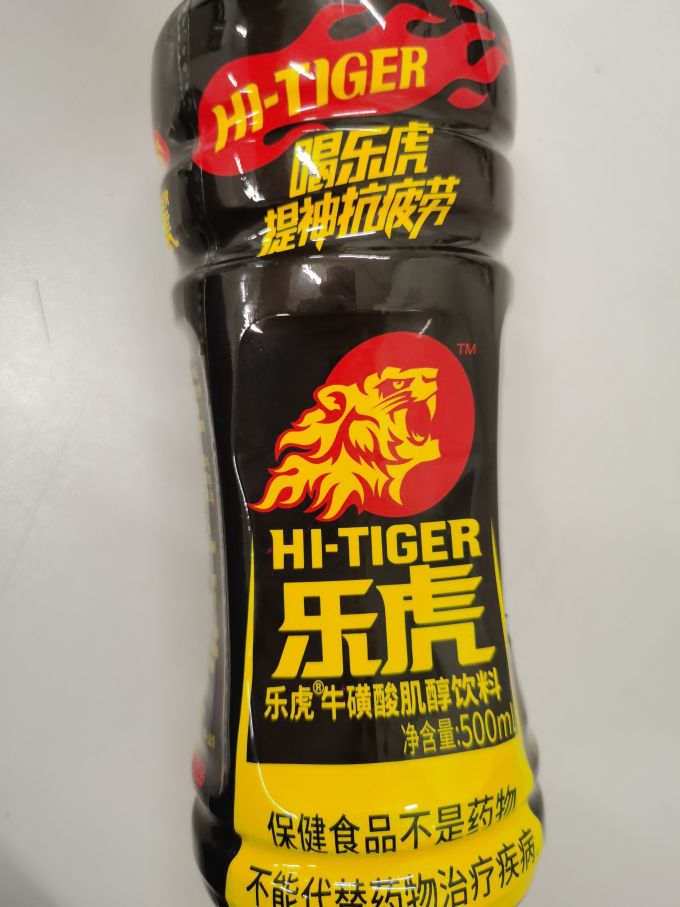 HI-TIGER
喝乐虎
提神抗疲劳
TM
HI-TIGER
乐虎
乐虎®牛磺酸肌醇饮料
净含量:500ml
保健食品不是药物
不能代替药物治疗疾病